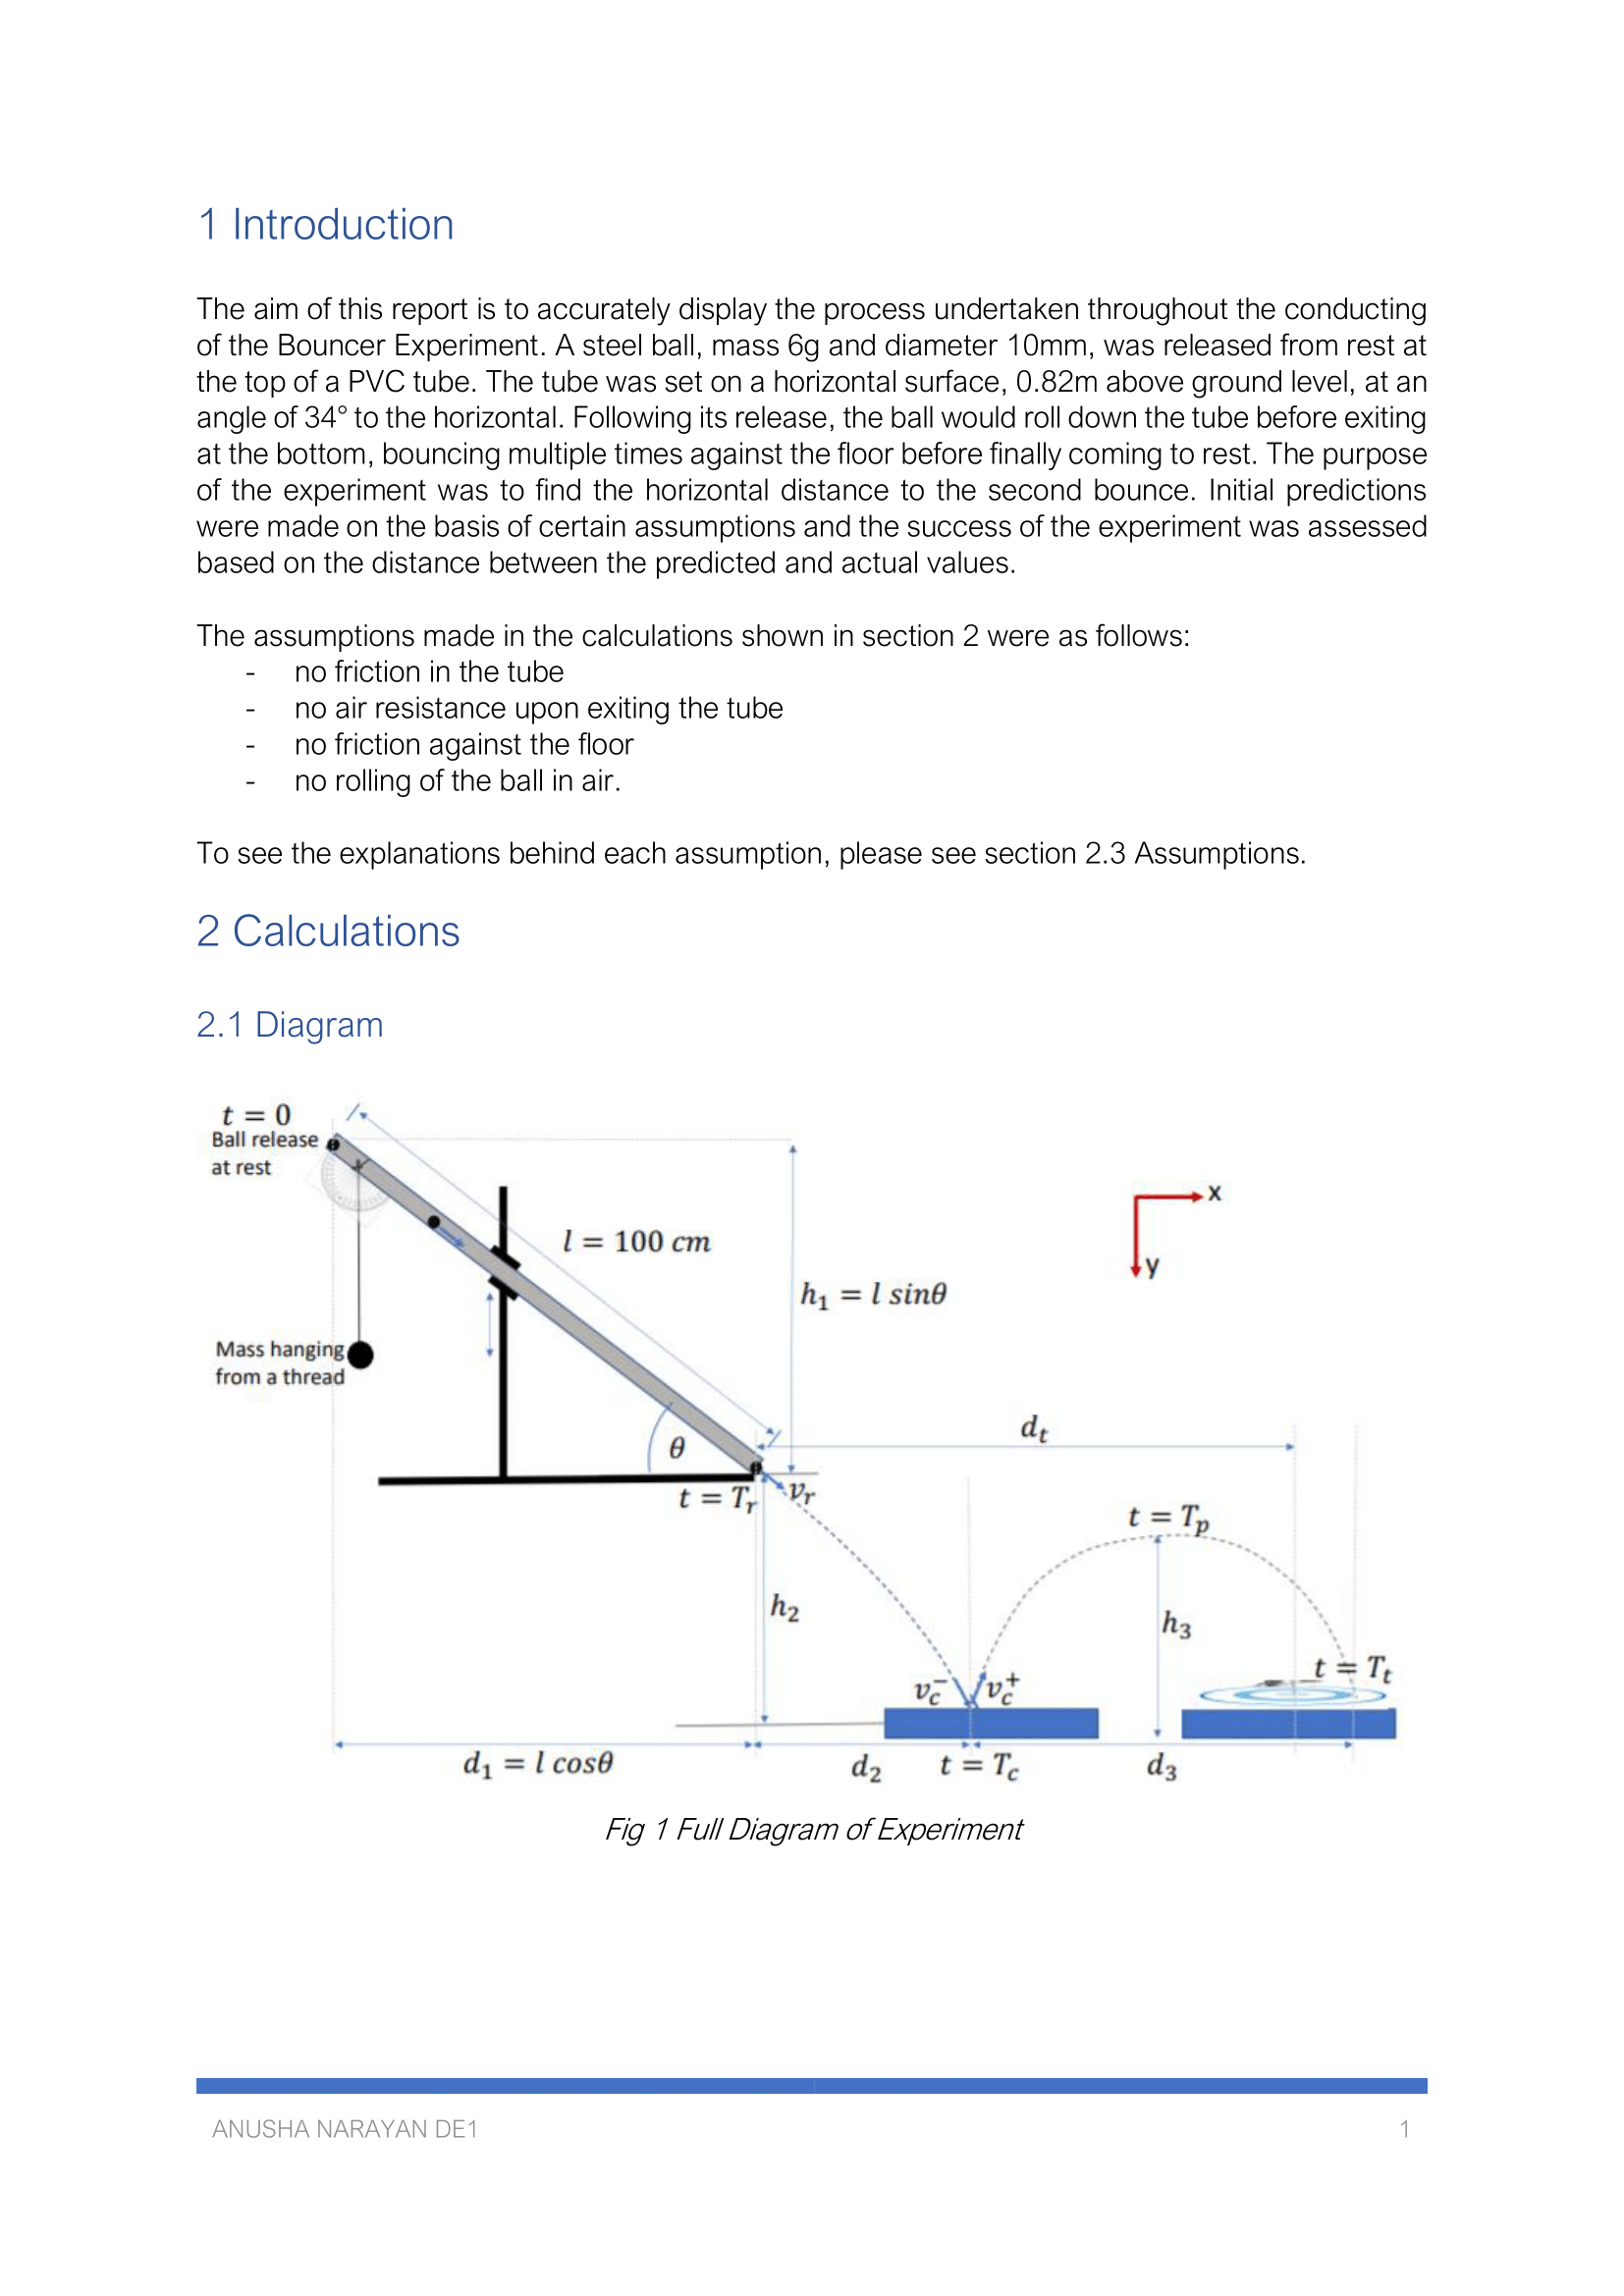 1 Introduction
The aim of this report is to accurately display the process undertaken throughout the conducting
of the Bouncer Experiment. A steel ball, mass 6g and diameter 10mm, was released from rest at
the top of a PVC tube. The tube was set on a horizontal surface, 0.82m above ground level, at an
angle of 34° to the horizontal. Following its release, the ball would roll down the tube before exiting
at the bottom, bouncing multiple times against the floor before finally coming to rest. The purpose
of the experiment was to find the horizontal distance to the second bounce. Initial predictions
were made on the basis of certain assumptions and the success of the experiment was assessed
based on the distance between the predicted and actual values.
The assumptions made in the calculations shown in section 2 were as follows:
- no friction in the tube
- no air resistance upon exiting the tube
- no friction against the floor
- no rolling of the ball in air.
To see the explanations behind each assumption, please see section 2.3 Assumptions.
2 Calculations
2.1 Diagram
t = 0
Ball release
at rest
x
l = 100 cm
y
h₁ = l sinθ
Mass hanging
from a thread
d_t
θ
t = T_r
v_r
t = T_p
h₂
h₃
t = T_t
v_c⁻
v_c⁺
d₁ = l cosθ
d₂
t = T_c
d₃
Fig 1 Full Diagram of Experiment
ANUSHA NARAYAN DE1
1